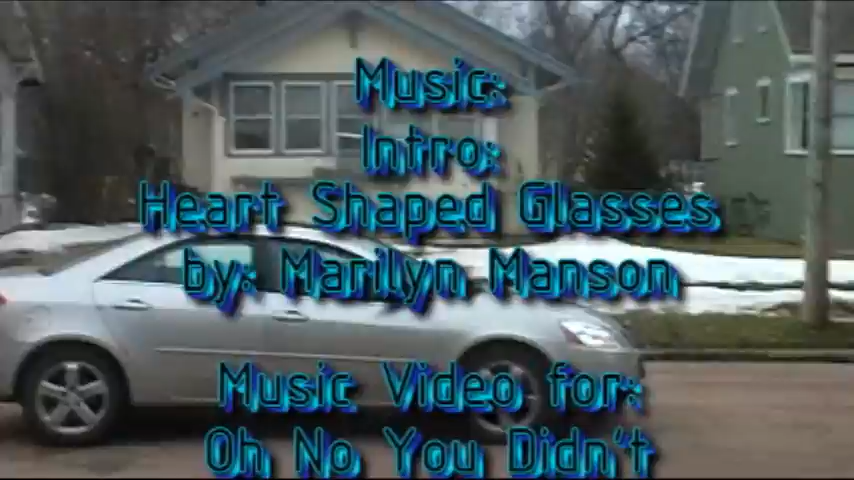 Music:
Intro:
Heart Shaped Glasses
by: Marilyn Manson
Music Video for:
Oh No You Didn't